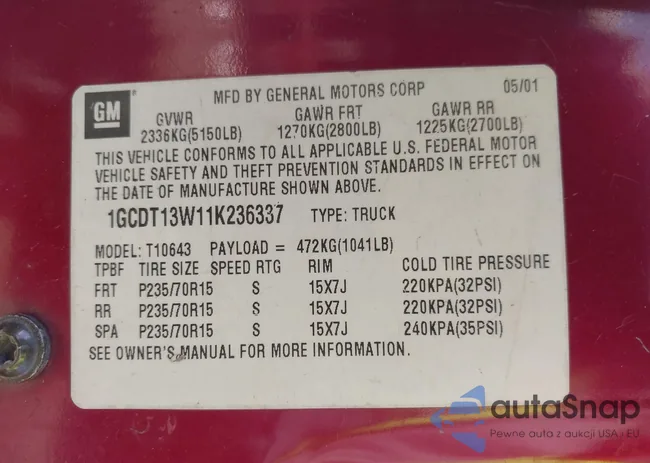 MFD BY GENERAL MOTORS CORP 05/01
GM
GVWR GAWR FRT GAWR RR
2336KG(5150LB) 1270KG(2800LB) 1225KG(2700LB)
THIS VEHICLE CONFORMS TO ALL APPLICABLE U.S. FEDERAL MOTOR
VEHICLE SAFETY AND THEFT PREVENTION STANDARDS IN EFFECT ON
THE DATE OF MANUFACTURE SHOWN ABOVE.
1GCDT13W11K236337 TYPE: TRUCK
MODEL: T10643 PAYLOAD = 472KG(1041LB)
TPBF TIRE SIZE SPEED RTG RIM COLD TIRE PRESSURE
FRT P235/70R15 S 15X7J 220KPA(32PSI)
RR P235/70R15 S 15X7J 220KPA(32PSI)
SPA P235/70R15 S 15X7J 240KPA(35PSI)
SEE OWNER'S MANUAL FOR MORE INFORMATION.
autaSnap
Pewne auta z aukcji USA i EU